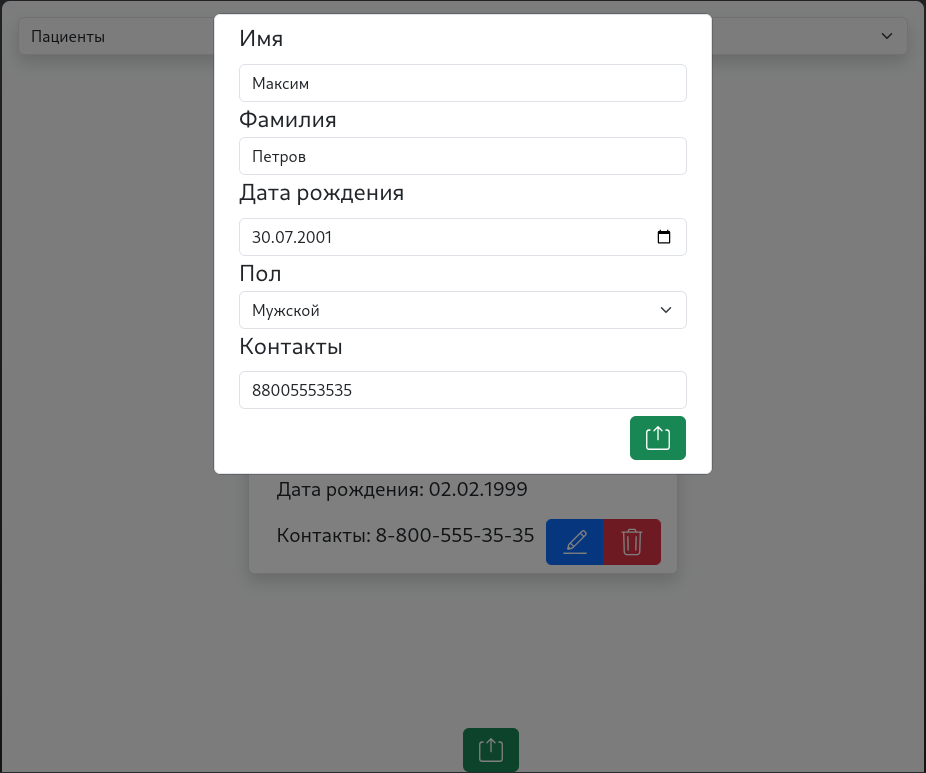 Пациенты
Имя
Максим
Фамилия
Петров
Дата рождения
30.07.2001
Пол
Мужской
Контакты
88005553535
Дата рождения: 02.02.1999
Контакты: 8-800-555-35-35